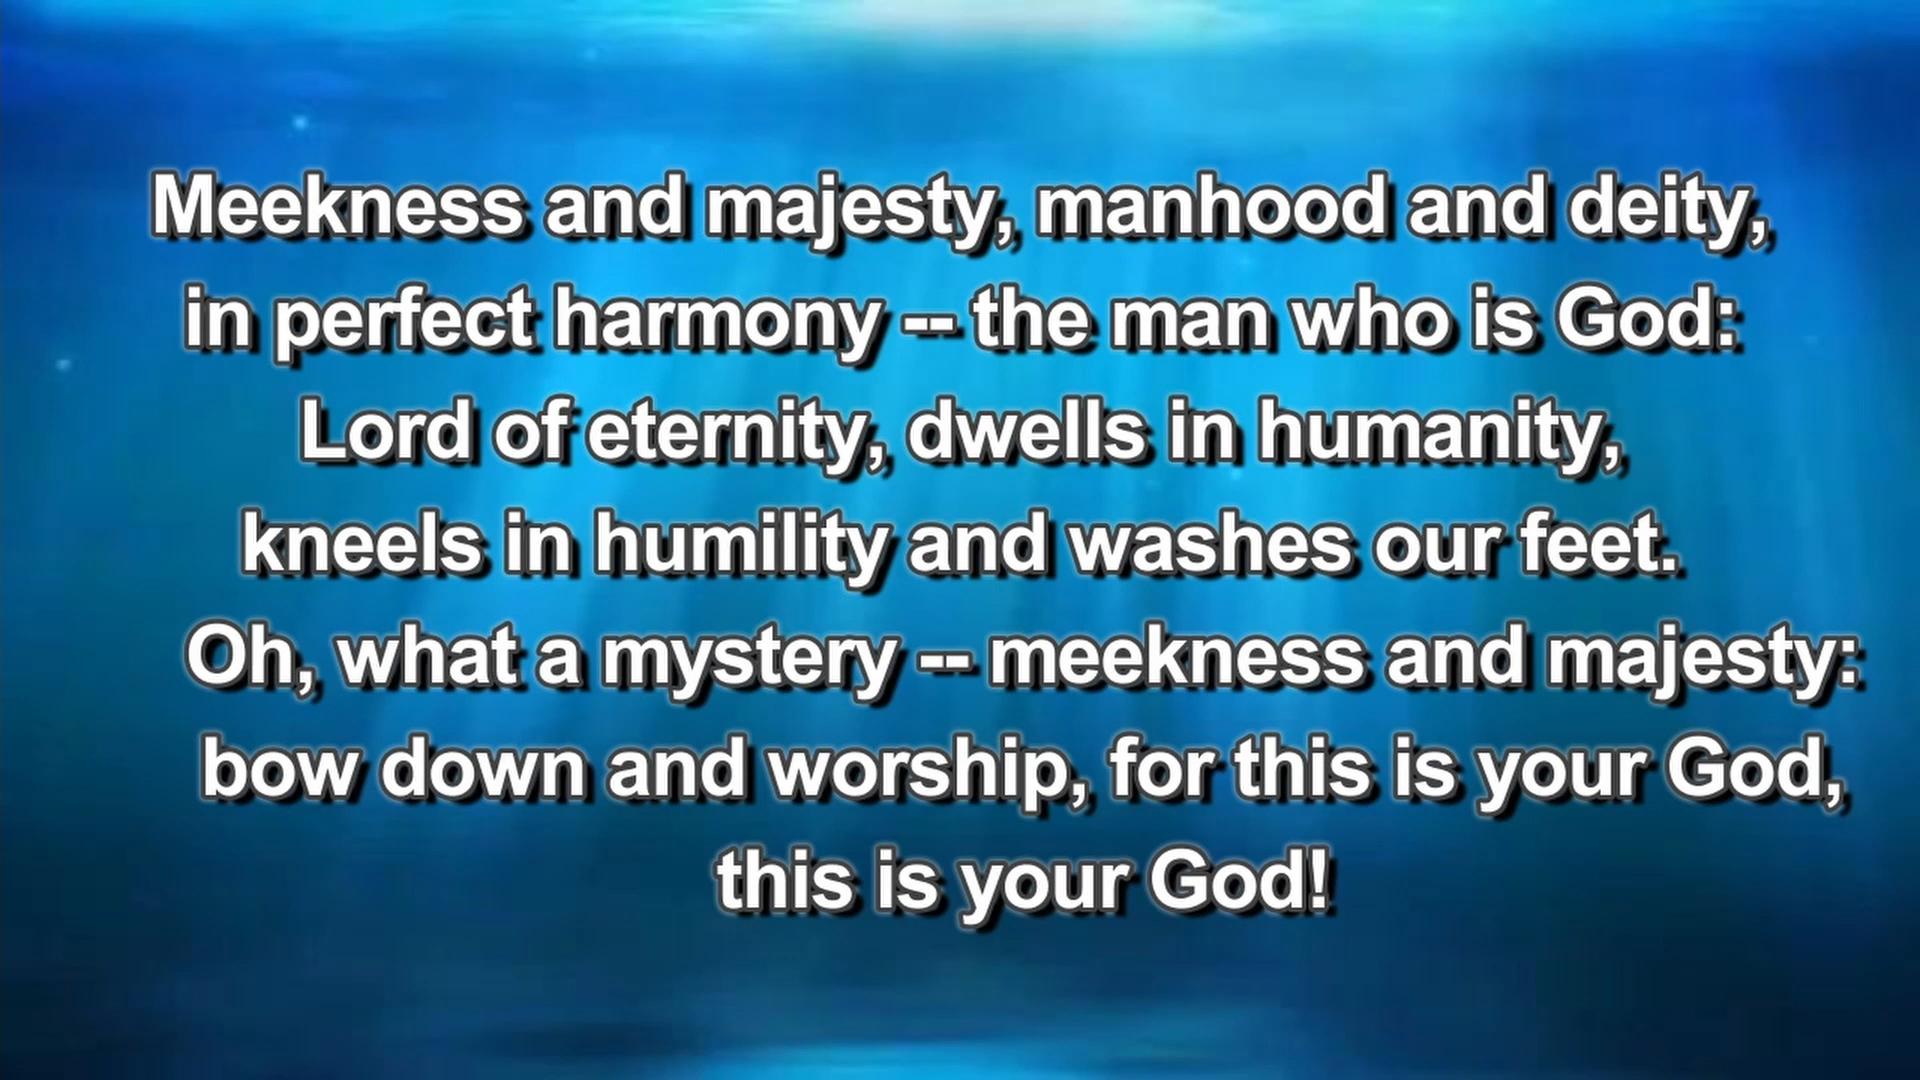 Meekness and majesty, manhood and deity,
in perfect harmony -- the man who is God:
Lord of eternity, dwells in humanity,
kneels in humility and washes our feet.
Oh, what a mystery -- meekness and majesty:
bow down and worship, for this is your God,
this is your God!